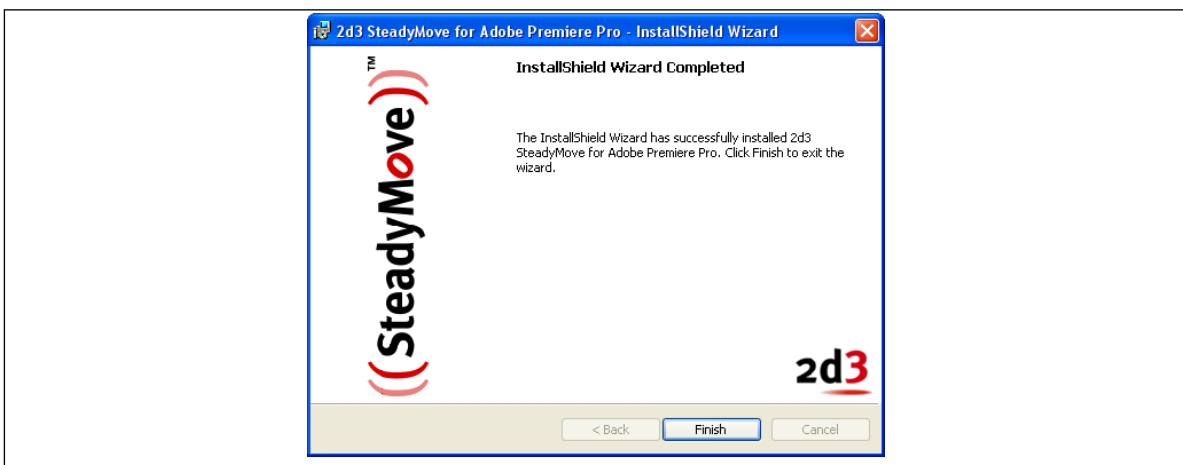 2d3 SteadyMove for Adobe Premiere Pro - InstallShield Wizard
((SteadyMove))™
InstallShield Wizard Completed
The InstallShield Wizard has successfully installed 2d3
SteadyMove for Adobe Premiere Pro. Click Finish to exit the
wizard.
2d3
< Back Finish Cancel